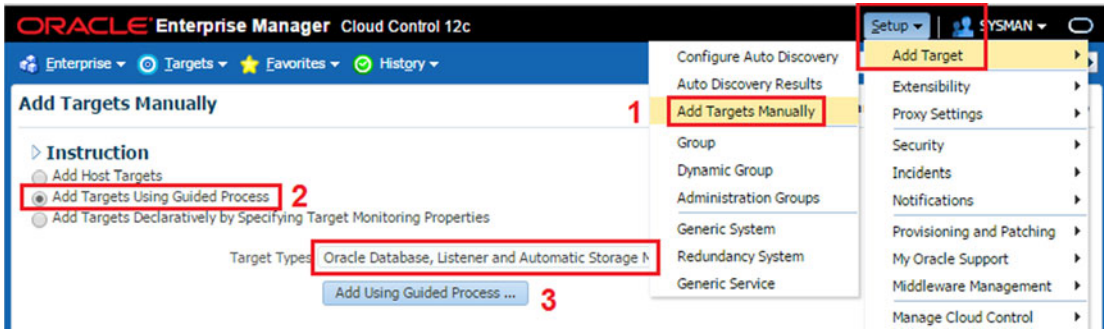 ORACLE Enterprise Manager Cloud Control 12c
Setup
SYSMAN
Enterprise
Targets
Favorites
History
Add Targets Manually
Instruction
Add Host Targets
Add Targets Using Guided Process
2
Add Targets Declaratively by Specifying Target Monitoring Properties
Target Types
Oracle Database, Listener and Automatic Storage
Add Using Guided Process ...
3
Configure Auto Discovery
Auto Discovery Results
1
Add Targets Manually
Group
Dynamic Group
Administration Groups
Generic System
Redundancy System
Generic Service
Add Target
Extensibility
Proxy Settings
Security
Incidents
Notifications
Provisioning and Patching
My Oracle Support
Middleware Management
Manage Cloud Control